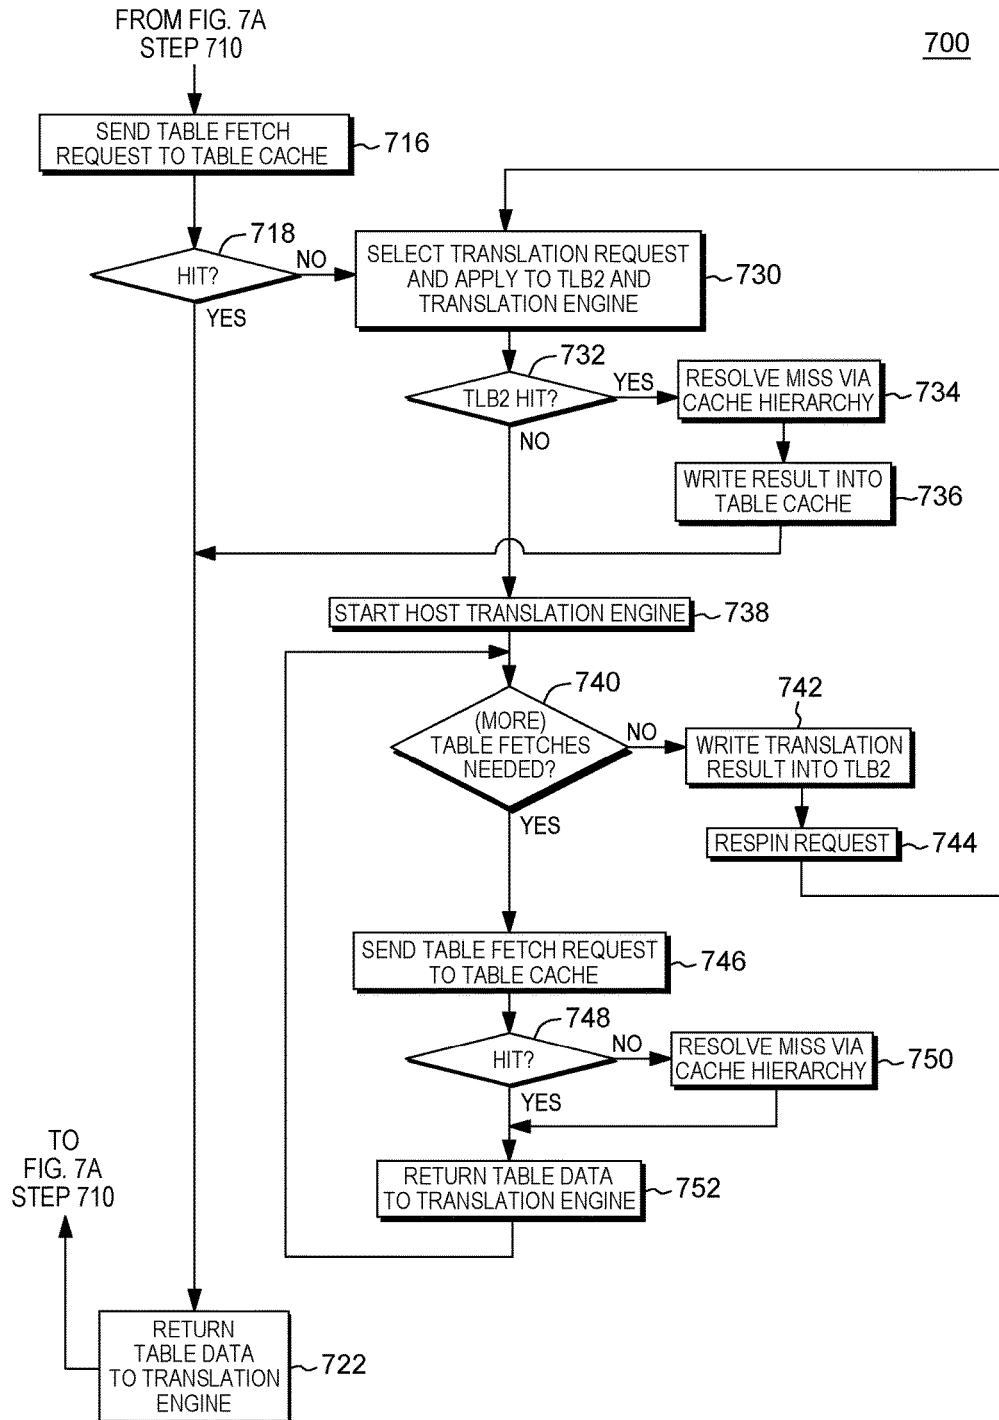 FROM FIG. 7A
STEP 710
700
SEND TABLE FETCH
REQUEST TO TABLE CACHE
716
718
HIT?
NO
YES
SELECT TRANSLATION REQUEST
AND APPLY TO TLB2 AND
TRANSLATION ENGINE
730
732
TLB2 HIT?
YES
NO
RESOLVE MISS VIA
CACHE HIERARCHY
734
WRITE RESULT INTO
TABLE CACHE
736
START HOST TRANSLATION ENGINE
738
740
(MORE)
TABLE FETCHES
NEEDED?
NO
YES
742
WRITE TRANSLATION
RESULT INTO TLB2
RESPIN REQUEST
744
SEND TABLE FETCH REQUEST
TO TABLE CACHE
746
748
HIT?
NO
YES
RESOLVE MISS VIA
CACHE HIERARCHY
750
RETURN TABLE DATA
TO TRANSLATION ENGINE
752
TO
FIG. 7A
STEP 710
RETURN
TABLE DATA
TO TRANSLATION
ENGINE
722